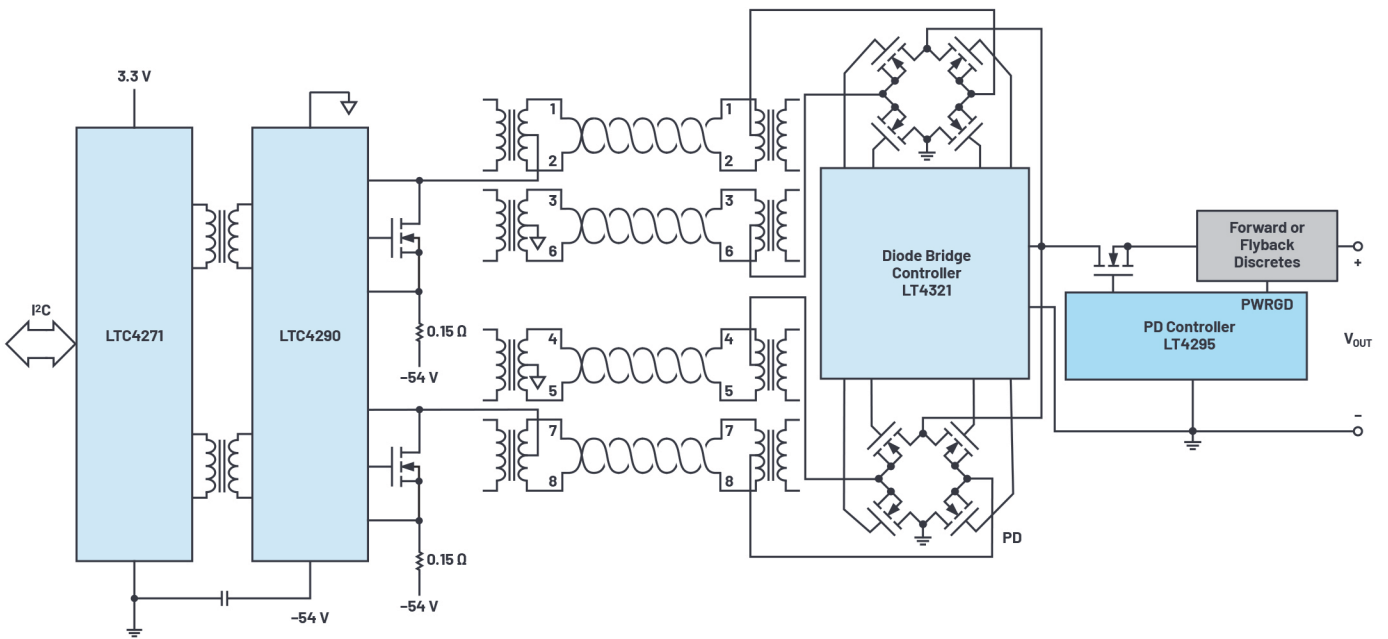 3.3 V
I²C
LTC4271
LTC4290
−54 V
0.15 Ω
−54 V
0.15 Ω
−54 V
1
2
3
6
4
5
7
8
1
2
3
6
4
5
7
8
Diode Bridge
Controller
LT4321
PD
Forward or
Flyback
Discretes
PWRGD
PD Controller
LT4295
+
VOUT
−